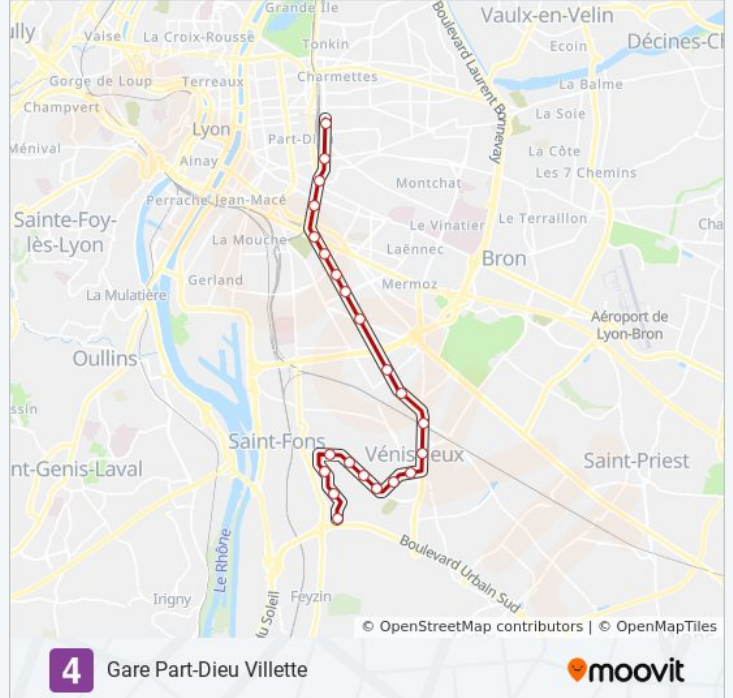 Grande Île
Boulevard Laurent Bonnevay
Vaulx-en-Velin
ully
Vaise
La Croix-Rousse
Tonkin
Ecoin
Décines-Ch
Gorge de Loup
Terreaux
Charmettes
La Balme
Champvert
La Soie
Lyon
Part-Di
Ménival
Ainay
La Côte
Les 7 Chemins
Montchat
Perrache
Jean-Macé
Sainte-Foy-
lès-Lyon
Le Vinatier
Le Terraillon
Cha
La Mouche
Laënnec
Bron
Gerland
Mermoz
La Mulatière
Aéroport de
Lyon-Bron
Oullins
ssin
Saint-Fons
Vénissieux
Saint-Priest
nt-Genis-Laval
Le Rhône
Boulevard Urbain Sud
Irigny
du Soleil
Feyzin
© OpenStreetMap contributors | © OpenMapTiles
4
Gare Part-Dieu Villette
moovit